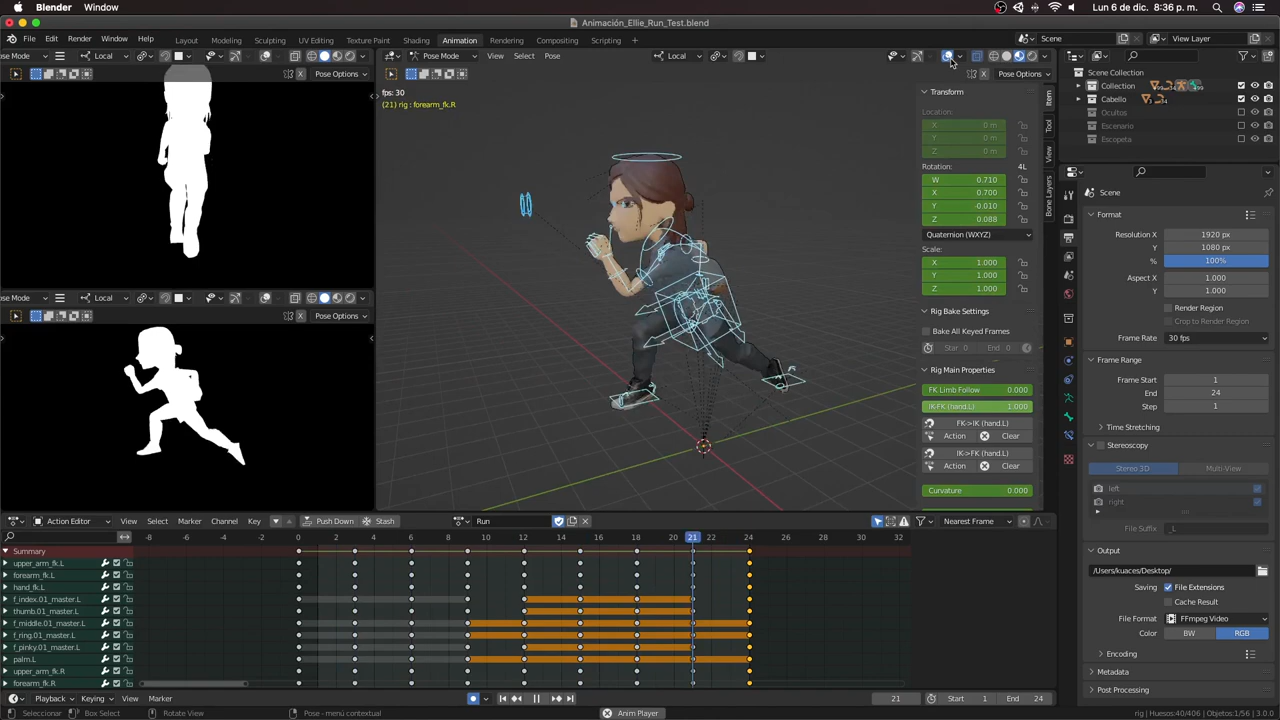 Blender Window Lun 6 de dic. 8:36 p. m.
Animación_Ellie_Run_Test.blend
File Edit Render Window Help Layout Modeling Sculpting UV Editing Texture Paint Shading Animation Rendering Compositing Scripting Scene View Layer
ose Mode Local Pose Mode View Select Pose Local
Pose Options Pose Options
fps: 30
(21) rig : forearm_fk.R
Scene Collection
Collection
Cabello
Ocultos
Escenario
Escopeta
Transform
Location:
X 0 m
Y 0 m
Z 0 m
Rotation: 4L
W 0.710
X 0.700
Y -0.010
Z 0.088
Quaternion (WXYZ)
Scale:
X 1.000
Y 1.000
Z 1.000
Rig Bake Settings
Bake All Keyed Frames
Star 0 End 0
Rig Main Properties
FK Limb Follow 0.000
IK-FK (hand.L) 1.000
FK->IK (hand.L)
Action Clear
IK->FK (hand.L)
Action Clear
Curvature 0.000
Item
Tool
View
Bone Layers
ose Mode Local
Pose Options
Scene
Format
Resolution X 1920 px
Y 1080 px
% 100%
Aspect X 1.000
Y 1.000
Render Region
Crop to Render Region
Frame Rate 30 fps
Frame Range
Frame Start 1
End 24
Step 1
Time Stretching
Stereoscopy
Stereo 3D Multi-View
left
right
File Suffix _L
Output
/Users/kuaces/Desktop/
Saving File Extensions
Cache Result
File Format FFmpeg Video
Color BW RGB
Encoding
Metadata
Post Processing
Action Editor View Select Marker Channel Key Push Down Stash Run Nearest Frame
-8 -6 -4 -2 0 2 4 6 8 10 12 14 16 18 20 21 22 24 26 28 30 32
Summary
upper_arm_fk.L
forearm_fk.L
hand_fk.L
f_index.01_master.L
thumb.01_master.L
f_middle.01_master.L
f_ring.01_master.L
f_pinky.01_master.L
palm.L
upper_arm_fk.R
forearm_fk.R
Playback Keying View Marker 21 Start 1 End 24
Seleccionar Box Select Rotate View Pose - menú contextual Anim Player rig | Huesos:40/406 | Objetos:1/56 | 3.0.0